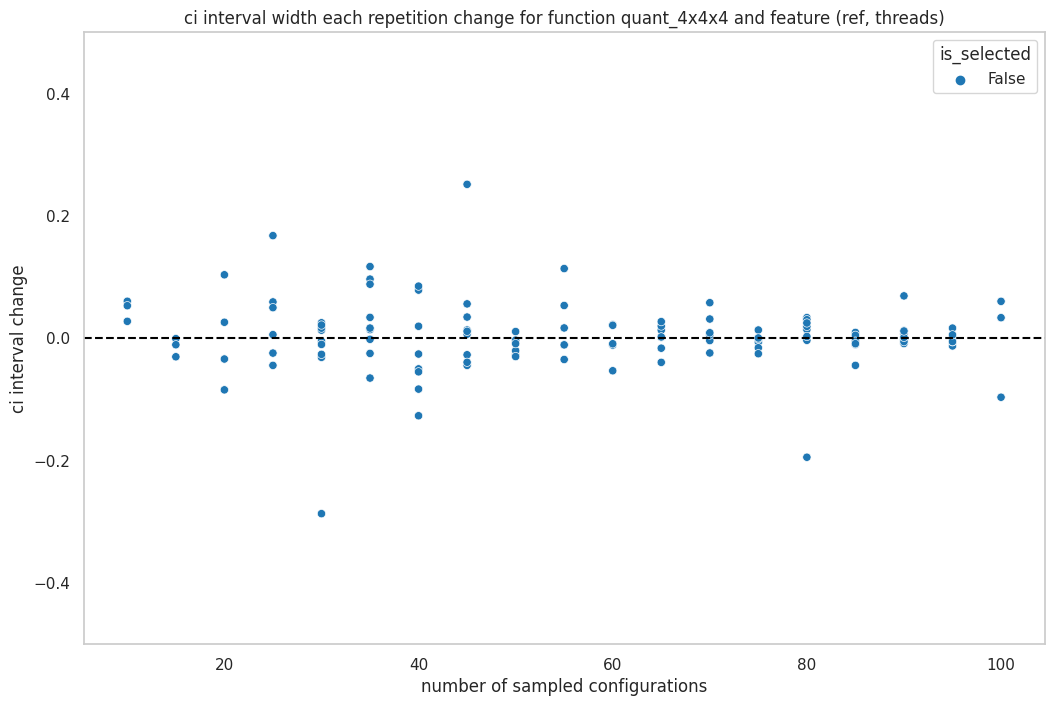 ci interval width each repetition change for function quant_4x4x4 and feature (ref, threads)
is_selected
False
ci interval change
0.4
0.2
0.0
−0.2
−0.4
20
40
60
80
100
number of sampled configurations